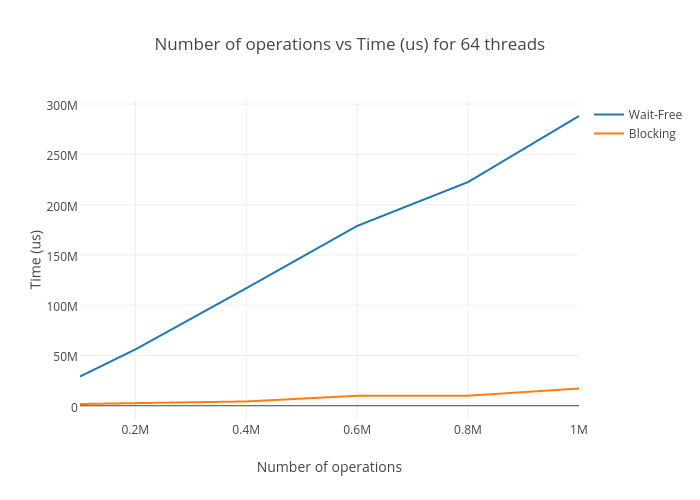 Number of operations vs Time (us) for 64 threads
Wait-Free
Blocking
300M
250M
200M
150M
100M
50M
0
Time (us)
0.2M
0.4M
0.6M
0.8M
1M
Number of operations